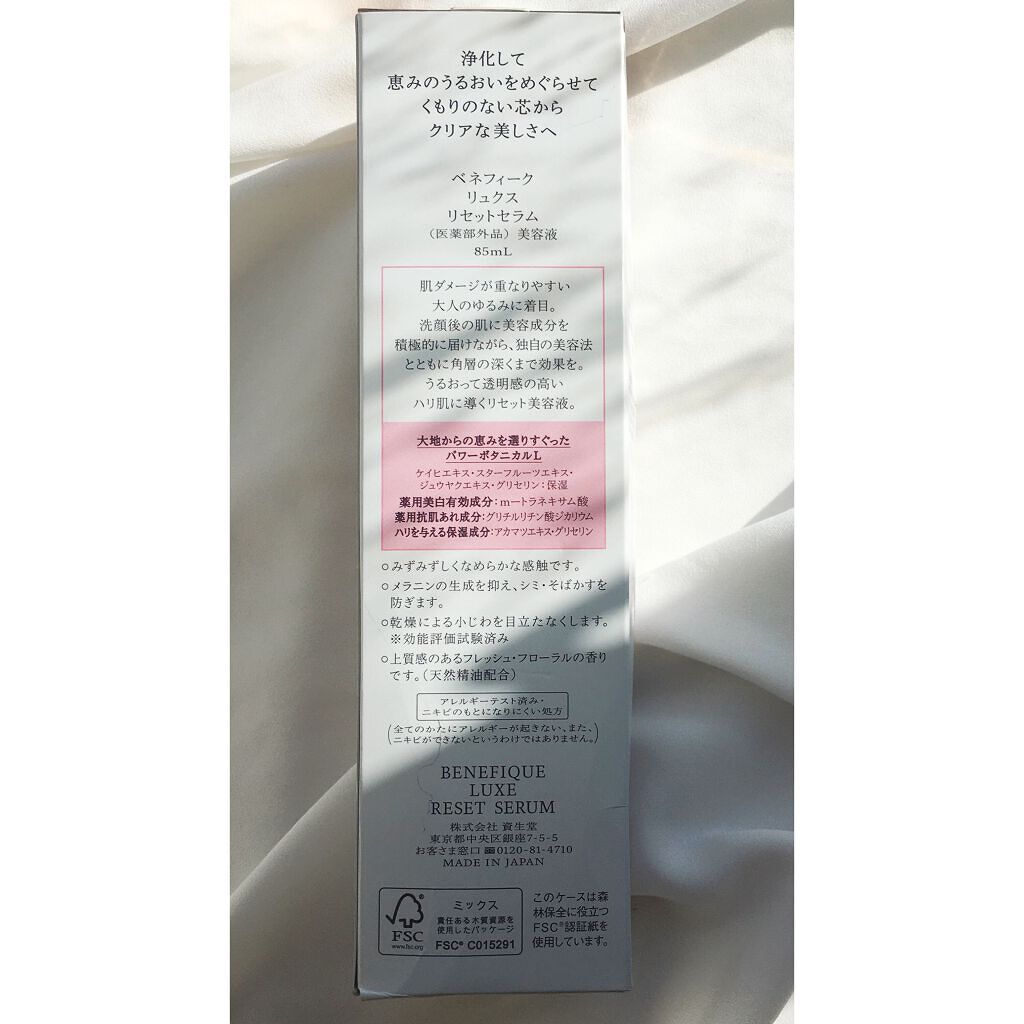 浄化して
恵みのうるおいをめぐらせて
くもりのない芯から
クリアな美しさへ
ベネフィーク
リュクス
リセットセラム
（医薬部外品）美容液
85mL
肌ダメージが重なりやすい
大人のゆるみに着目。
洗顔後の肌に美容成分を
積極的に届けながら、独自の美容法
とともに角層の深くまで効果を。
うるおって透明感の高い
ハリ肌に導くリセット美容液。
大地からの恵みを選りすぐった
パワーボタニカルL
ケイヒエキス・スターフルーツエキス・
ジュウヤクエキス・グリセリン：保湿
薬用美白有効成分：m－トラネキサム酸
薬用抗肌あれ成分：グリチルリチン酸ジカリウム
ハリを与える保湿成分：アカマツエキス・グリセリン
○みずみずしくなめらかな感触です。
○メラニンの生成を抑え、シミ・そばかすを
防ぎます。
○乾燥による小じわを目立たなくします。
※効能評価試験済み
○上質感のあるフレッシュ・フローラルの香り
です。（天然精油配合）
アレルギーテスト済み・
ニキビのもとになりにくい処方
（全てのかたにアレルギーが起きない、また、
ニキビができないというわけではありません。）
BENEFIQUE
LUXE
RESET SERUM
株式会社 資生堂
東京都中央区銀座7-5-5
お客さま窓口 0120-81-4710
MADE IN JAPAN
FSC
www.fsc.org
ミックス
責任ある木質資源を
使用したパッケージ
FSC® C015291
このケースは森
林保全に役立つ
FSC®認証紙を
使用しています。